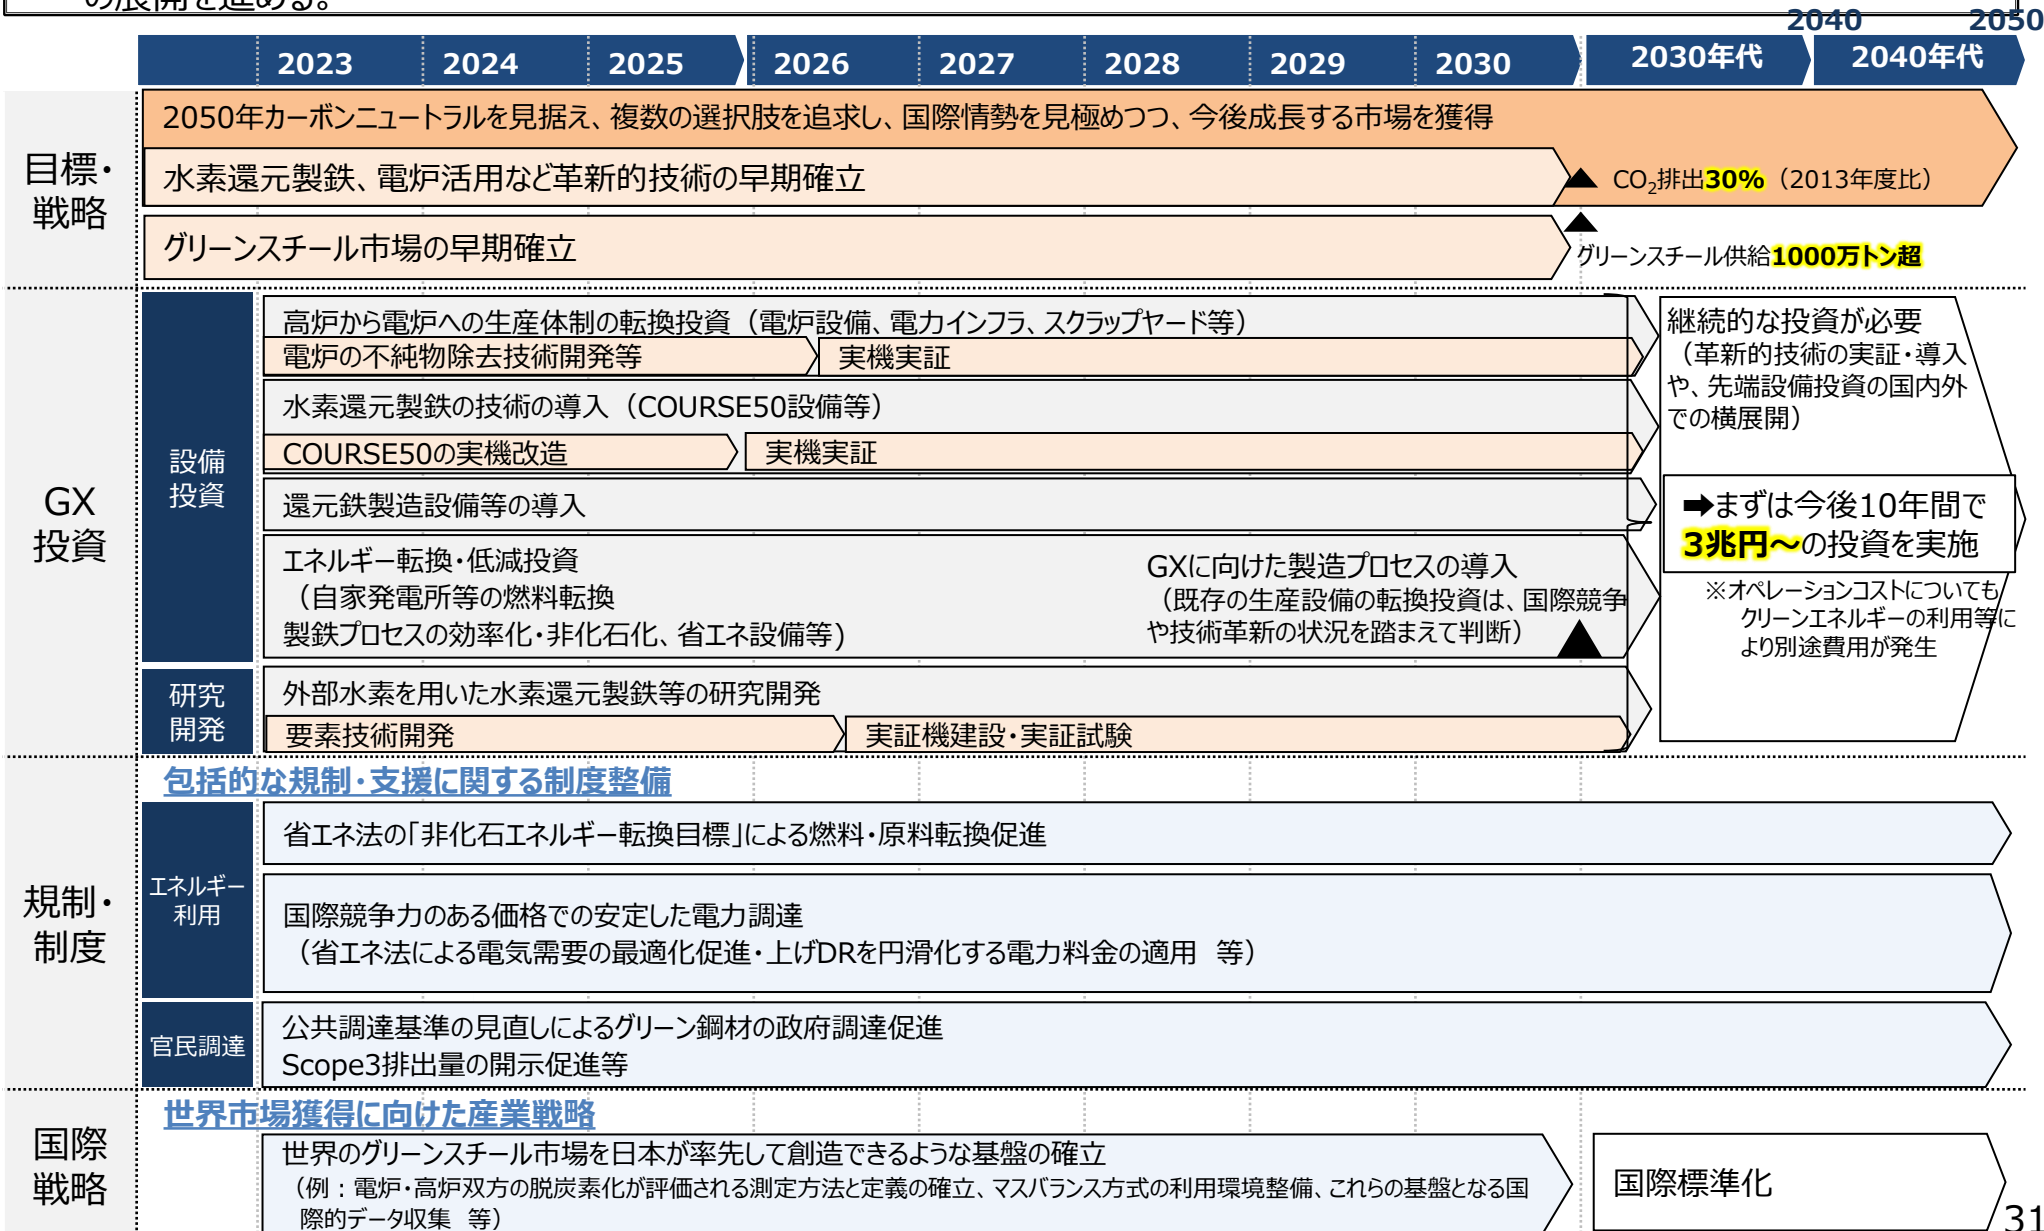 の展開を進める。
2040 2050
2023 2024 2025 2026 2027 2028 2029 2030 2030年代 2040年代
目標・
戦略
2050年カーボンニュートラルを見据え、複数の選択肢を追求し、国際情勢を見極めつつ、今後成長する市場を獲得
水素還元製鉄、電炉活用など革新的技術の早期確立
▲ CO₂排出30%（2013年度比）
グリーンスチール市場の早期確立
▲
グリーンスチール供給1000万トン超
GX
投資
設備
投資
高炉から電炉への生産体制の転換投資（電炉設備、電力インフラ、スクラップヤード等）
電炉の不純物除去技術開発等
実機実証
水素還元製鉄の技術の導入（COURSE50設備等）
COURSE50の実機改造
実機実証
還元鉄製造設備等の導入
エネルギー転換・低減投資
（自家発電所等の燃料転換
製鉄プロセスの効率化・非化石化、省エネ設備等)
GXに向けた製造プロセスの導入
（既存の生産設備の転換投資は、国際競争
や技術革新の状況を踏まえて判断）
継続的な投資が必要
（革新的技術の実証・導入
や、先端設備投資の国内外
での横展開）
➡まずは今後10年間で
3兆円～の投資を実施
※オペレーションコストについても
クリーンエネルギーの利用等に
より別途費用が発生
研究
開発
外部水素を用いた水素還元製鉄等の研究開発
要素技術開発
実証機建設・実証試験
規制・
制度
包括的な規制・支援に関する制度整備
エネルギー
利用
省エネ法の「非化石エネルギー転換目標」による燃料・原料転換促進
国際競争力のある価格での安定した電力調達
（省エネ法による電気需要の最適化促進・上げDRを円滑化する電力料金の適用　等）
官民調達
公共調達基準の見直しによるグリーン鋼材の政府調達促進
Scope3排出量の開示促進等
国際
戦略
世界市場獲得に向けた産業戦略
世界のグリーンスチール市場を日本が率先して創造できるような基盤の確立
（例：電炉・高炉双方の脱炭素化が評価される測定方法と定義の確立、マスバランス方式の利用環境整備、これらの基盤となる国
際的データ収集　等）
国際標準化
31